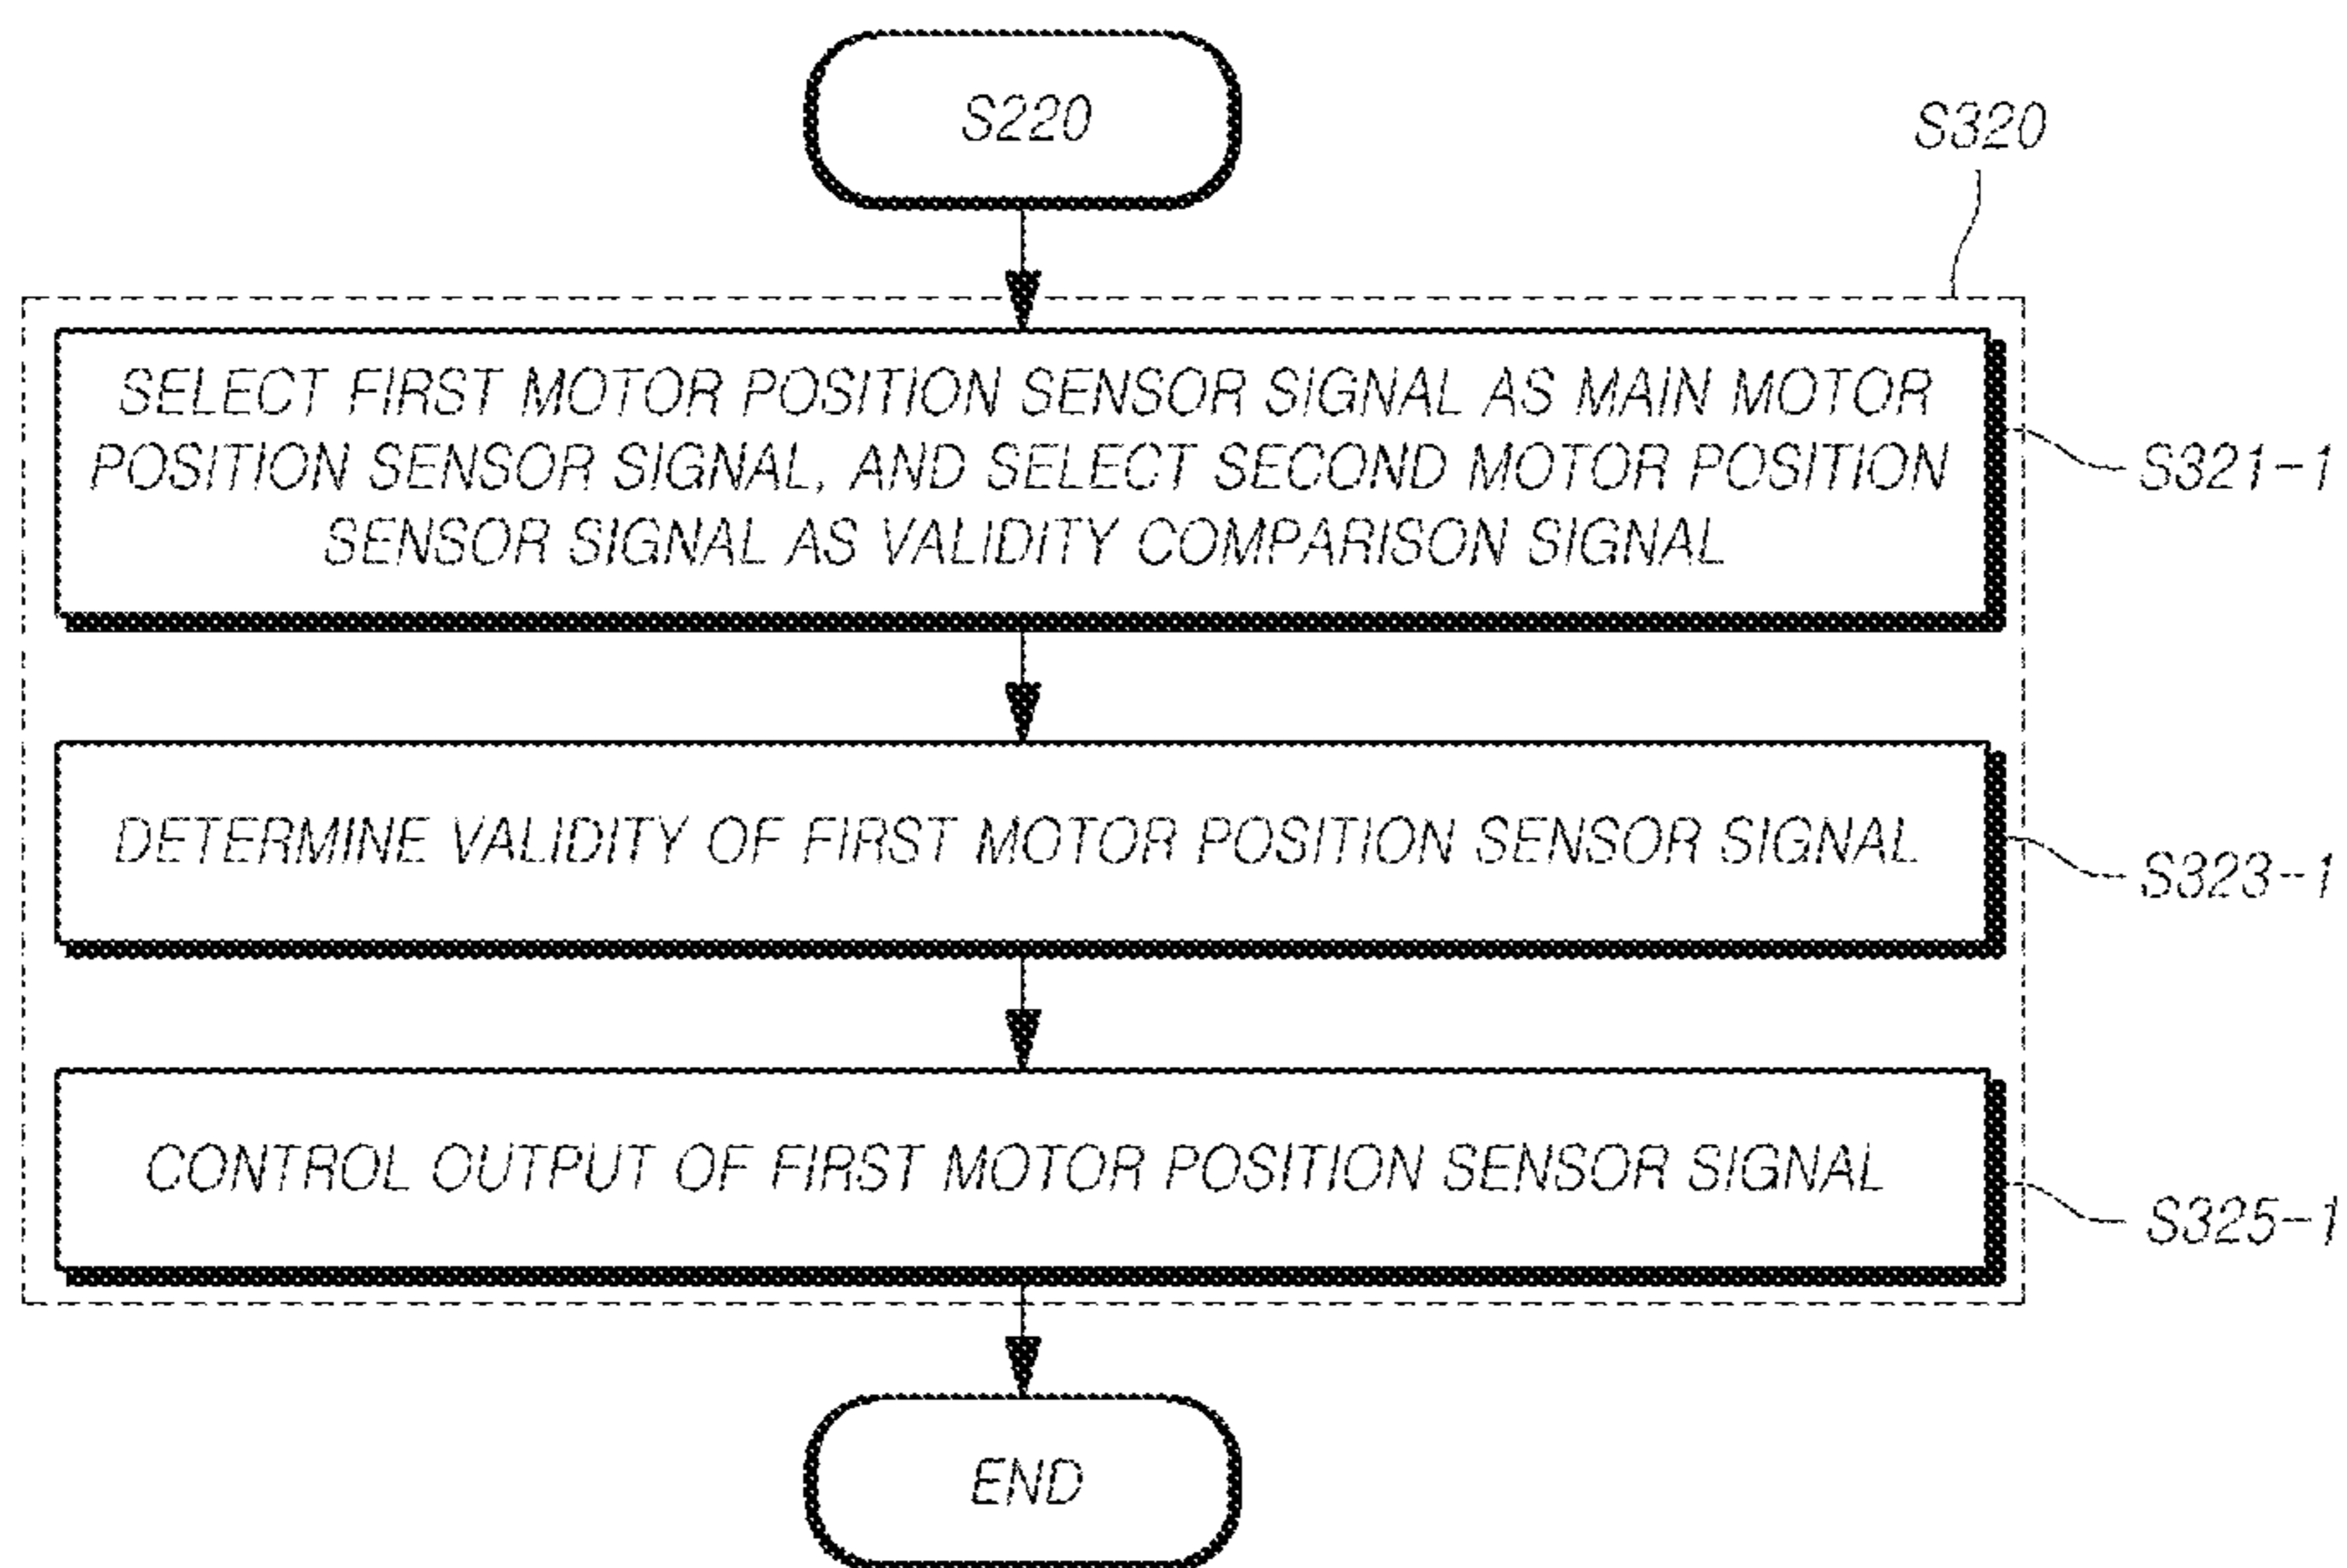 S220
S320
SELECT FIRST MOTOR POSITION SENSOR SIGNAL AS MAIN MOTOR
POSITION SENSOR SIGNAL, AND SELECT SECOND MOTOR POSITION
SENSOR SIGNAL AS VALIDITY COMPARISON SIGNAL
S321-1
DETERMINE VALIDITY OF FIRST MOTOR POSITION SENSOR SIGNAL
S323-1
CONTROL OUTPUT OF FIRST MOTOR POSITION SENSOR SIGNAL
S325-1
END